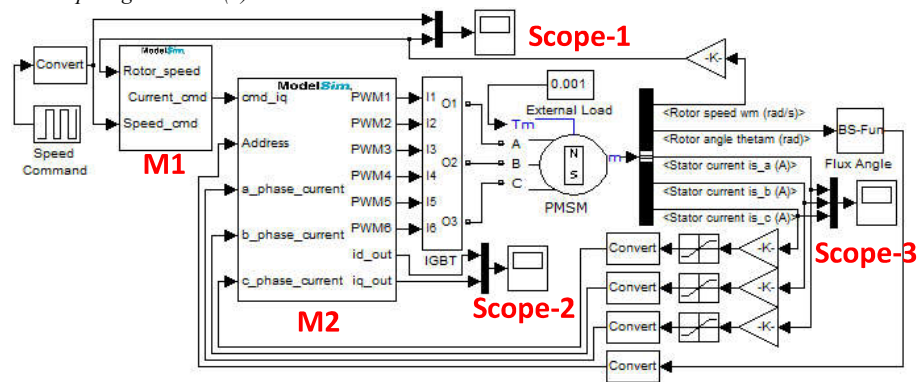 Scope-1
Convert
ModelSim
Rotor_speed
Current_cmd
Speed_cmd
M1
Speed
Command
ModelSim
cmd_iq
Address
a_phase_current
b_phase_current
c_phase_current
PWM1
PWM2
PWM3
PWM4
PWM5
PWM6
id_out
iq_out
M2
I1
I2
I3
I4
I5
I6
O1
O2
O3
IGBT
Scope-2
0.001
External Load
Tm
A
B
C
N
S
m
PMSM
-K-
<Rotor speed wm (rad/s)>
<Rotor angle thetam (rad)>
<Stator current is_a (A)>
<Stator current is_b (A)>
<Stator current is_c (A)>
BS-Fun
Flux Angle
Scope-3
Convert
-K-
Convert
-K-
Convert
-K-
Convert